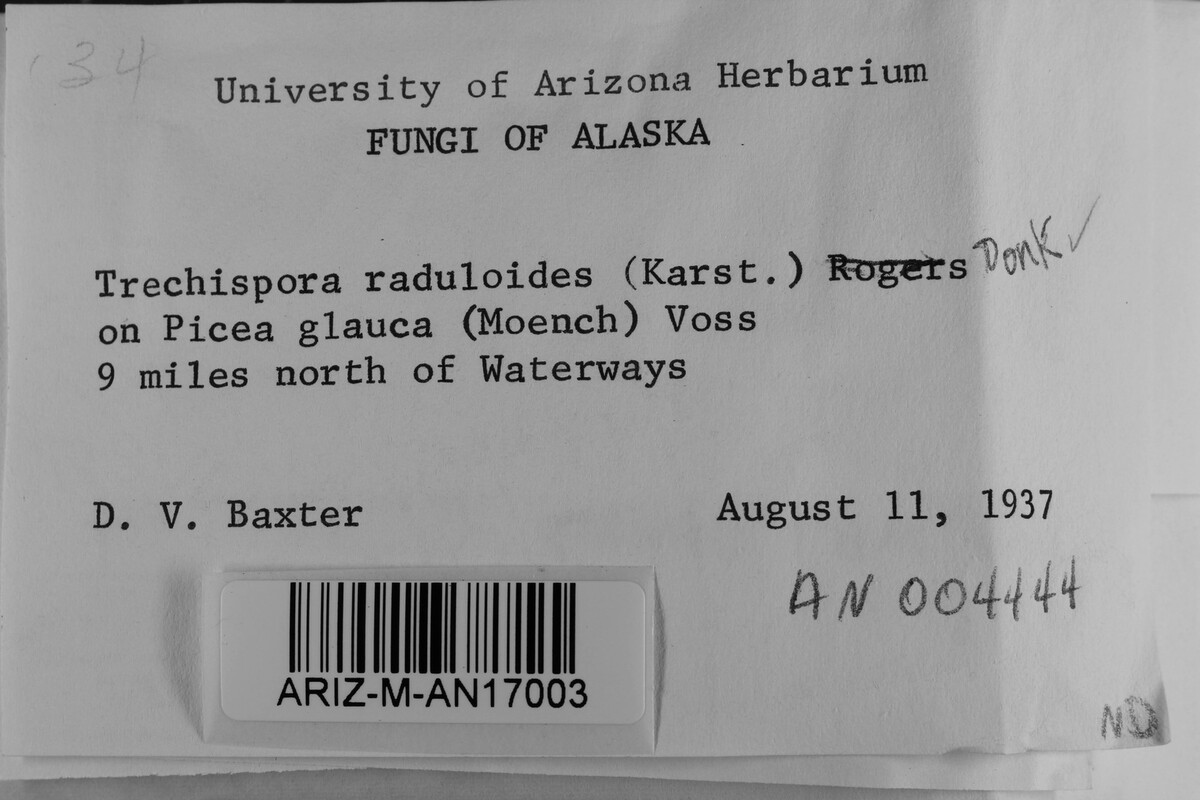 34
University of Arizona Herbarium
FUNGI OF ALASKA
Trechispora raduloides (Karst.) Rogers Donk ✓
on Picea glauca (Moench) Voss
9 miles north of Waterways
D. V. Baxter
August 11, 1937
AN 004444
ARIZ-M-AN17003
ND